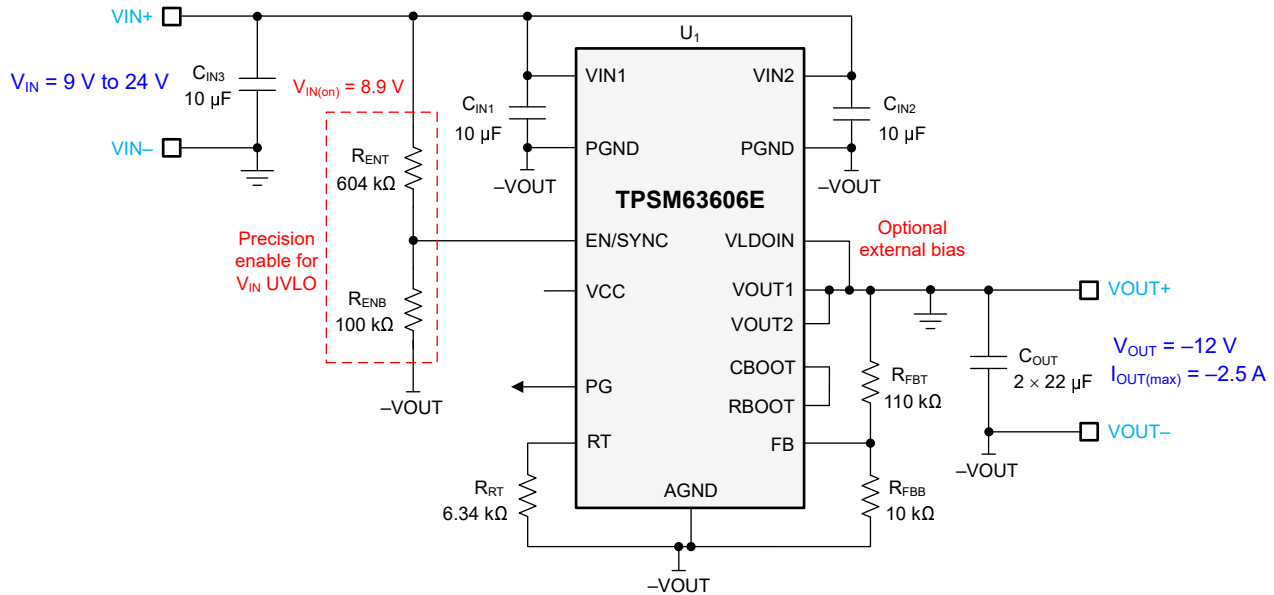 VIN+
U1
VIN = 9 V to 24 V
CIN3
10 µF
VIN(on) = 8.9 V
VIN1
VIN2
CIN1
10 µF
CIN2
10 µF
VIN–
PGND
PGND
–VOUT
–VOUT
RENT
604 kΩ
TPSM63606E
Precision
enable for
VIN UVLO
EN/SYNC
VLDOIN
Optional
external bias
RENB
100 kΩ
VCC
VOUT1
VOUT2
VOUT+
COUT
2 × 22 µF
VOUT = –12 V
IOUT(max) = –2.5 A
–VOUT
PG
CBOOT
RBOOT
RFBT
110 kΩ
VOUT–
–VOUT
RT
FB
RRT
6.34 kΩ
AGND
RFBB
10 kΩ
–VOUT